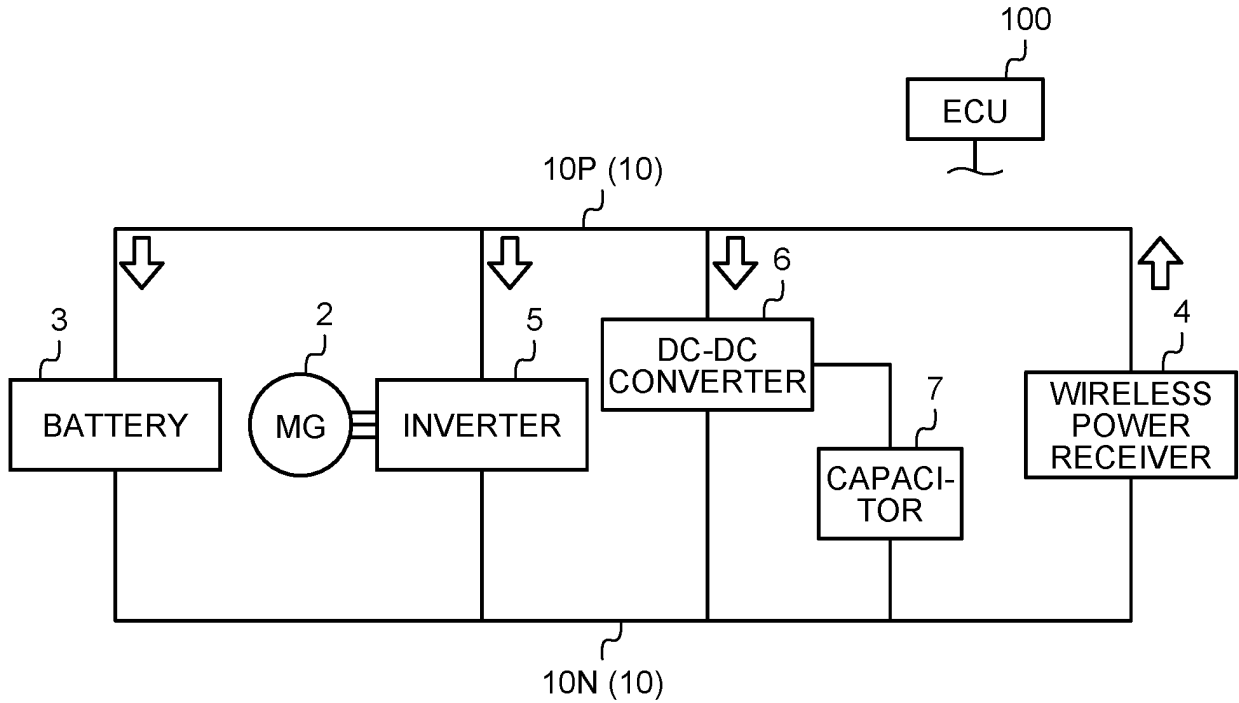 100
ECU
10P (10)
6
3
2
5
4
DC-DC
CONVERTER
7
BATTERY
MG
INVERTER
WIRELESS
POWER
RECEIVER
CAPACI-
TOR
10N (10)